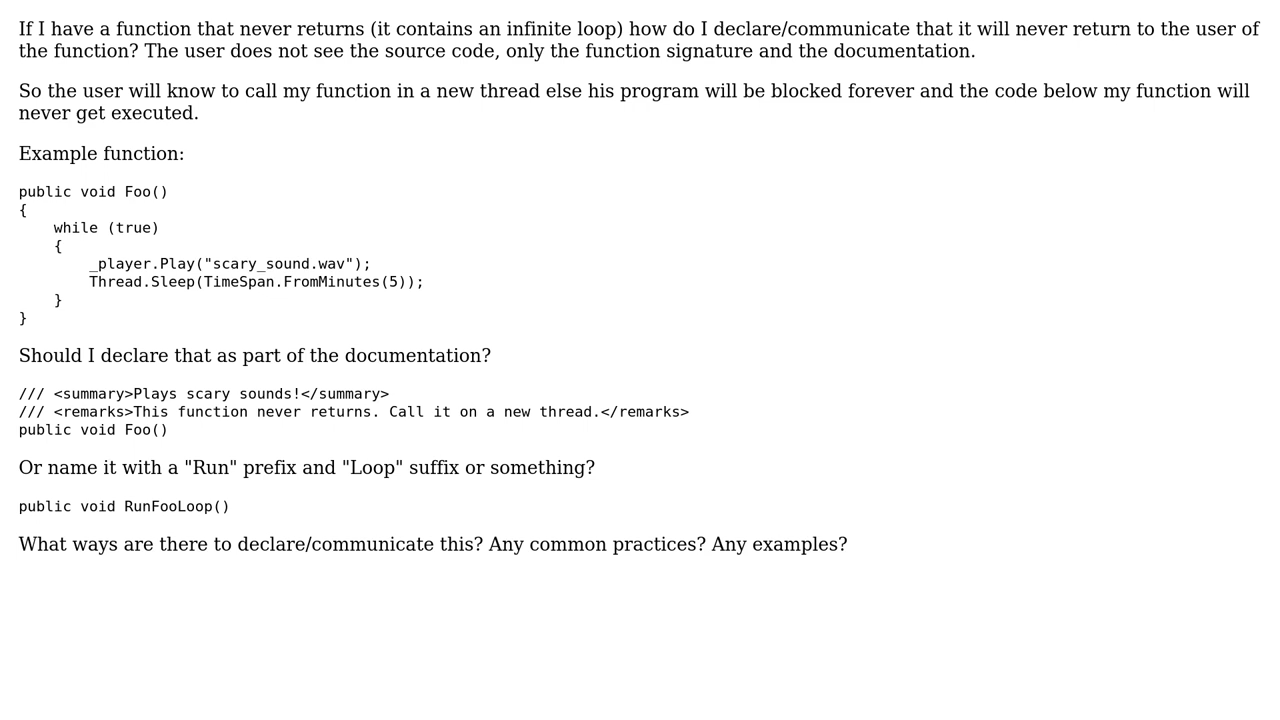 If I have a function that never returns (it contains an infinite loop) how do I declare/communicate that it will never return to the user of
the function? The user does not see the source code, only the function signature and the documentation.
So the user will know to call my function in a new thread else his program will be blocked forever and the code below my function will
never get executed.
Example function:
public void Foo()
{
    while (true)
    {
        _player.Play("scary_sound.wav");
        Thread.Sleep(TimeSpan.FromMinutes(5));
    }
}
Should I declare that as part of the documentation?
/// <summary>Plays scary sounds!</summary>
/// <remarks>This function never returns. Call it on a new thread.</remarks>
public void Foo()
Or name it with a "Run" prefix and "Loop" suffix or something?
public void RunFooLoop()
What ways are there to declare/communicate this? Any common practices? Any examples?